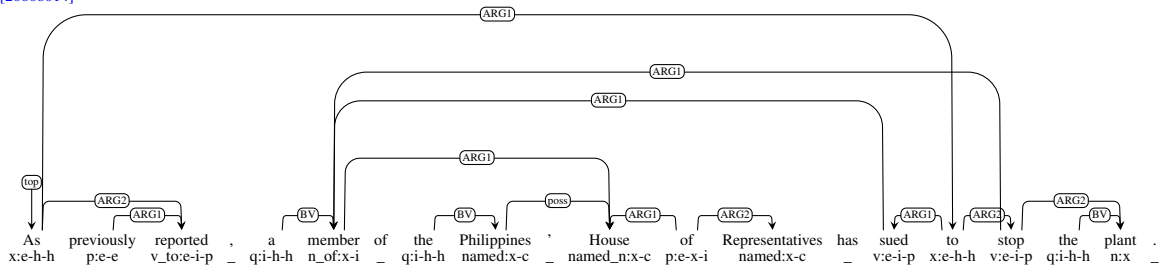 [20003014]
ARG1
ARG1
ARG1
ARG1
top
ARG2 poss ARG2
ARG1 BV BV ARG1 ARG2 ARG1 ARG2 BV
As previously reported , a member of the Philippines ' House of Representatives has sued to stop the plant .
x:e-h-h p:e-e v_to:e-i-p _ q:i-h-h n_of:x-i _ q:i-h-h named:x-c _ named_n:x-c p:e-x-i named:x-c _ v:e-i-p x:e-h-h v:e-i-p q:i-h-h n:x _